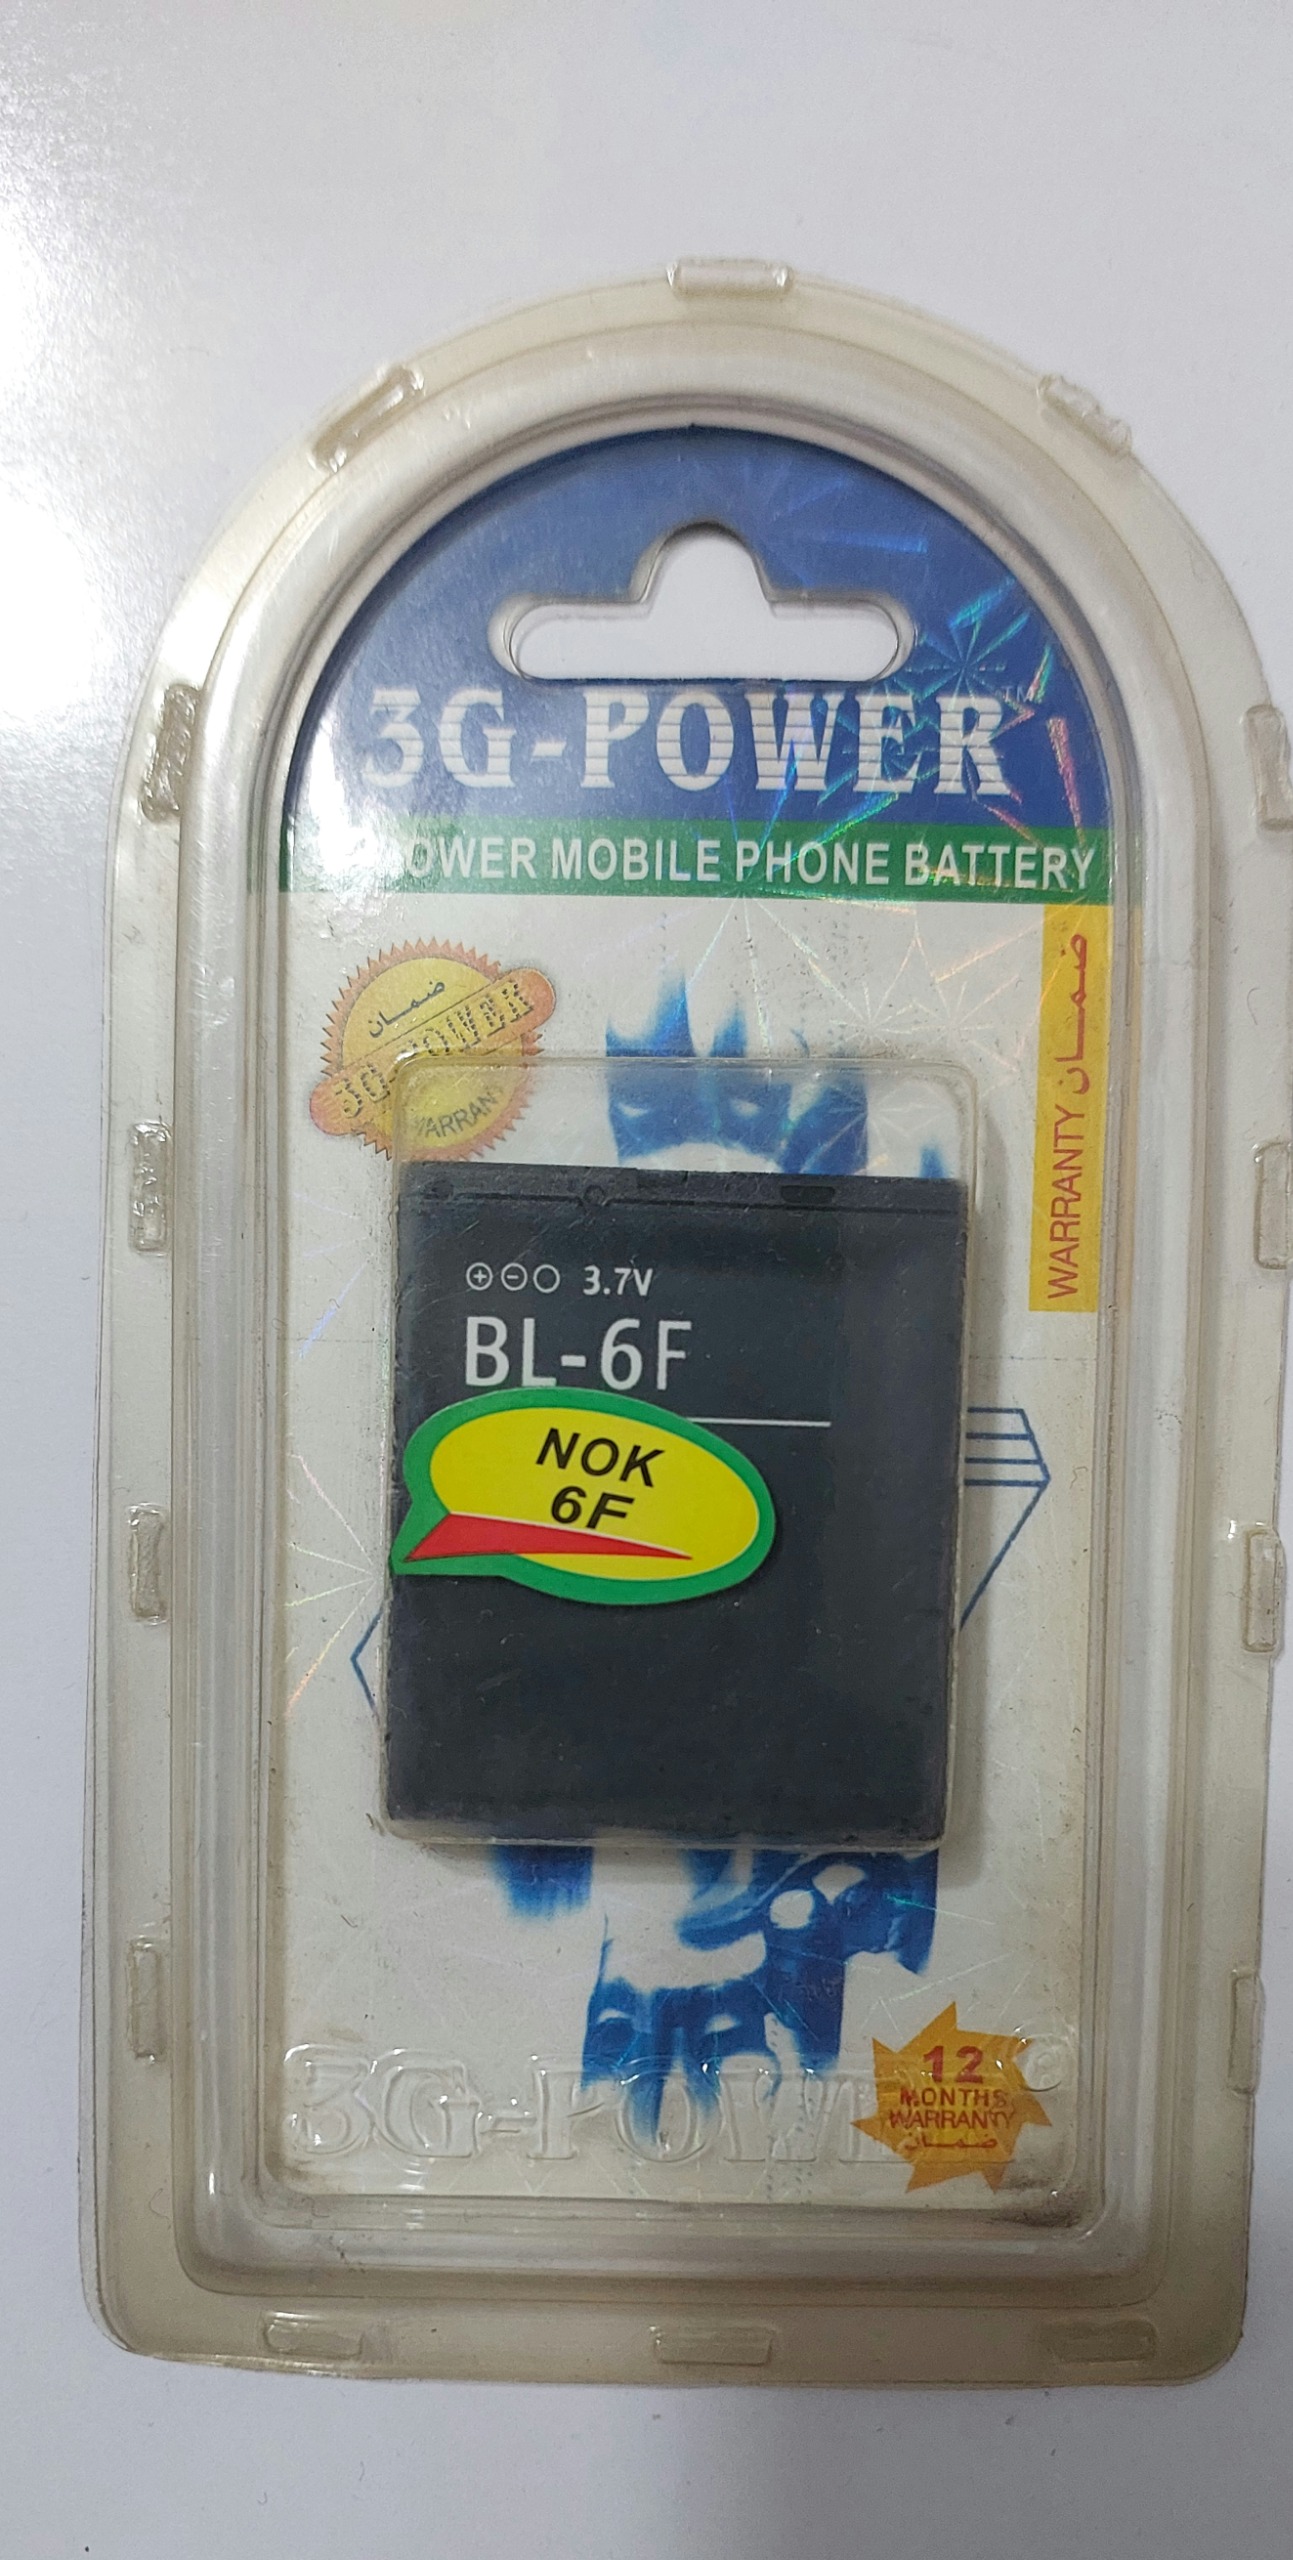 3G-POWER™
POWER MOBILE PHONE BATTERY
ضمان
3G-POWER
WARRANTY
WARRANTY ضمان
3.7V
BL-6F
NOK
6F
3G-POWER
12
MONTHS
WARRANTY
ضمان